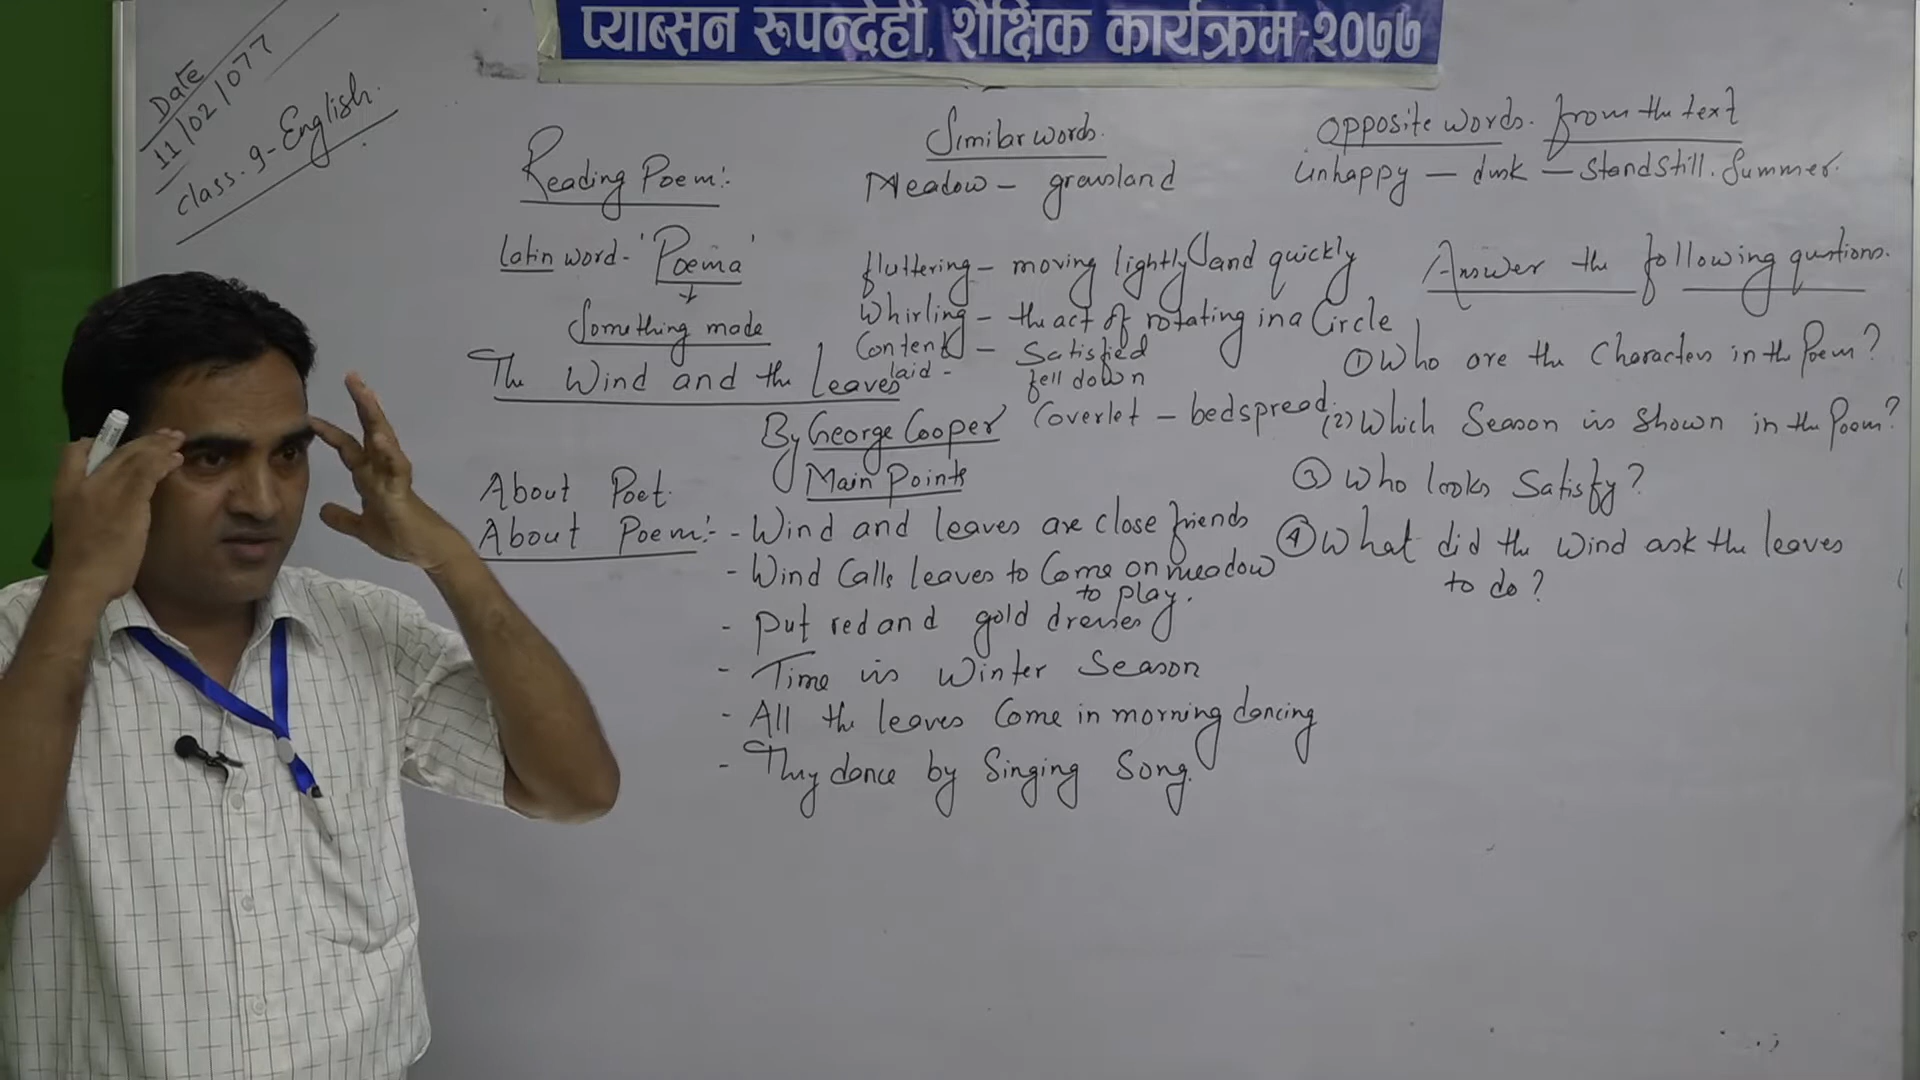 प्याब्सन रुपन्देही, शैक्षिक कार्यक्रम-२०७७
Date
11/02/077
class. 9 - English.
Reading Poem:-
Latin word - 'Poema'
Something made
The Wind and the Leaves
By George Cooper
About Poet.
About Poem:-
Similar words.
Meadow - grassland
fluttering - moving lightly and quickly
Whirling - the act of rotating in a Circle
Content - Satisfied
laid - fell down
Coverlet - bedspread
Main Points
- Wind and leaves are close friends
- Wind Calls leaves to Come on meadow
to play.
- Put red and gold dresses
- Time is Winter Season
- All the leaves Come in morning dancing
- They dance by Singing Song.
Opposite words. from the text
Unhappy - dusk - Standstill. Summer.
Answer the following qustions.
① Who are the Characters in the Poem?
(2) Which Season is Shown in the Poem?
③ Who looks Satisfy?
④ What did the Wind ask the leaves
to do?